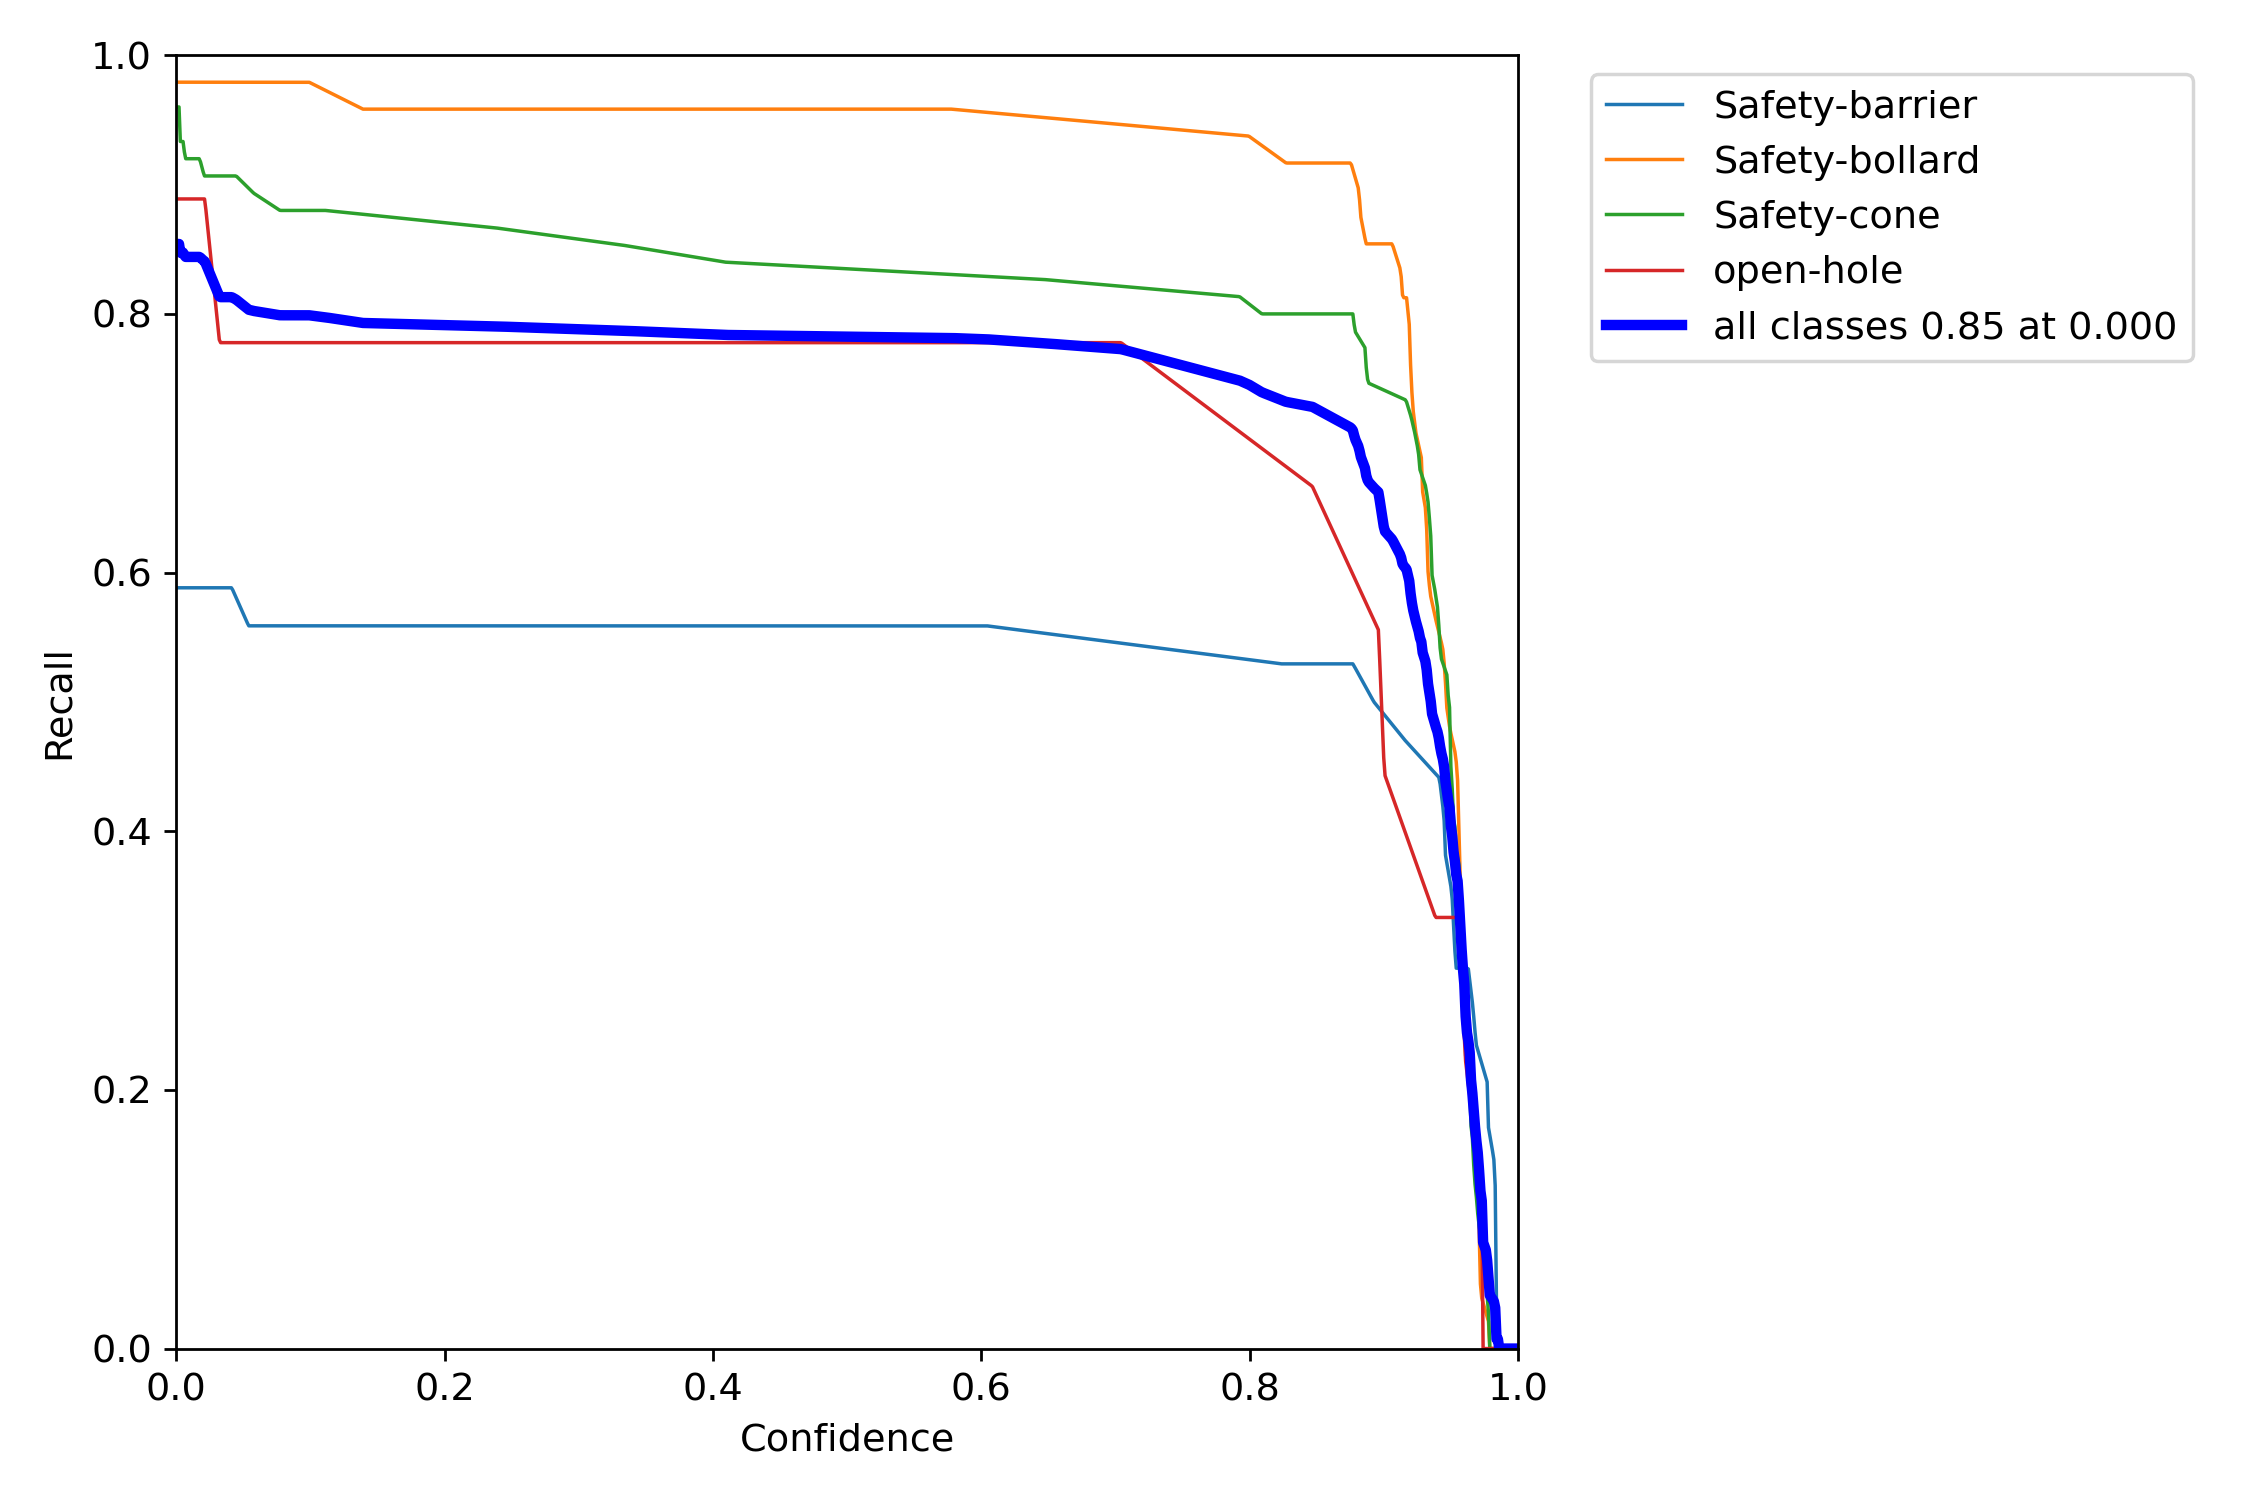 1.0
0.8
0.6
0.4
0.2
0.0
0.0 0.2 0.4 0.6 0.8 1.0
Recall
Confidence
Safety-barrier
Safety-bollard
Safety-cone
open-hole
all classes 0.85 at 0.000